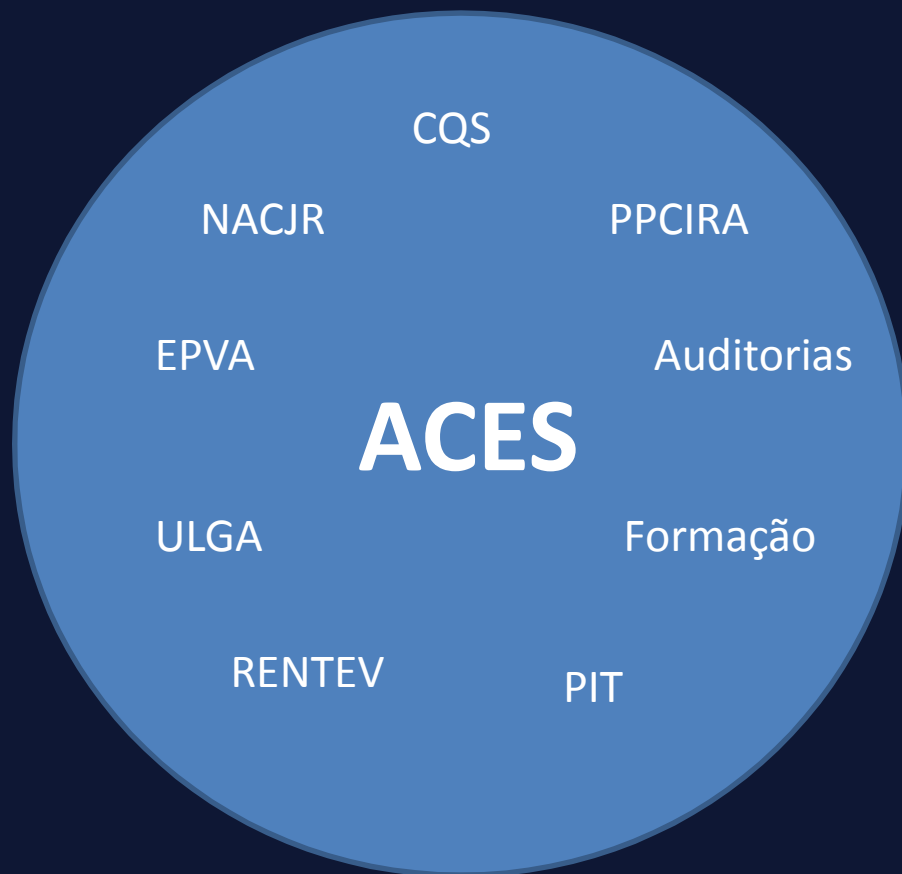 CQS
NACJR
PPCIRA
EPVA
Auditorias
ACES
ULGA
Formação
RENTEV
PIT